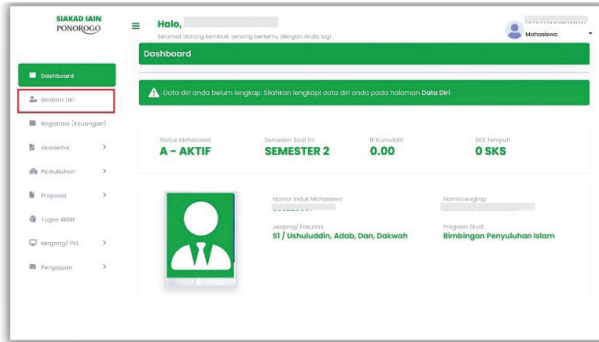 SIAKAD IAIN
PONOROGO
Halo,
Selamat datang kembali, senang bertemu dengan Anda lagi
Mahasiswa
Dashboard
Dashboard
Biodata Diri
Registrasi (Keuangan)
Akademik
Perkuliahan
Proposal
Tugas Akhir
Magang/ PKL
Pengajuan
Data diri anda belum lengkap. Silahkan lengkapi data diri anda pada halaman Data Diri.
Status Mahasiswa
A - AKTIF
Semester Saat Ini
SEMESTER 2
IP Kumulatif
0.00
SKS Tempuh
0 SKS
Nomor Induk Mahasiswa
Nama Lengkap
Jenjang/ Fakultas
S1 / Ushuluddin, Adab, Dan, Dakwah
Program Studi
Bimbingan Penyuluhan Islam